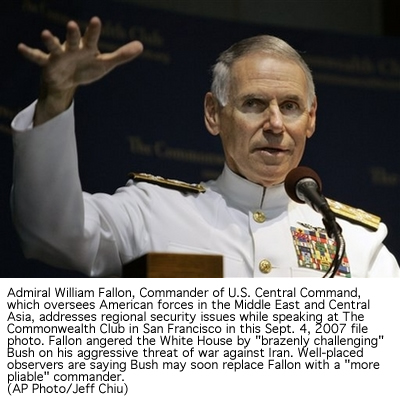 The Commonwealth Club
Admiral William Fallon, Commander of U.S. Central Command,
which oversees American forces in the Middle East and Central
Asia, addresses regional security issues while speaking at The
Commonwealth Club in San Francisco in this Sept. 4, 2007 file
photo. Fallon angered the White House by "brazenly challenging"
Bush on his aggressive threat of war against Iran. Well-placed
observers are saying Bush may soon replace Fallon with a "more
pliable" commander.
(AP Photo/Jeff Chiu)